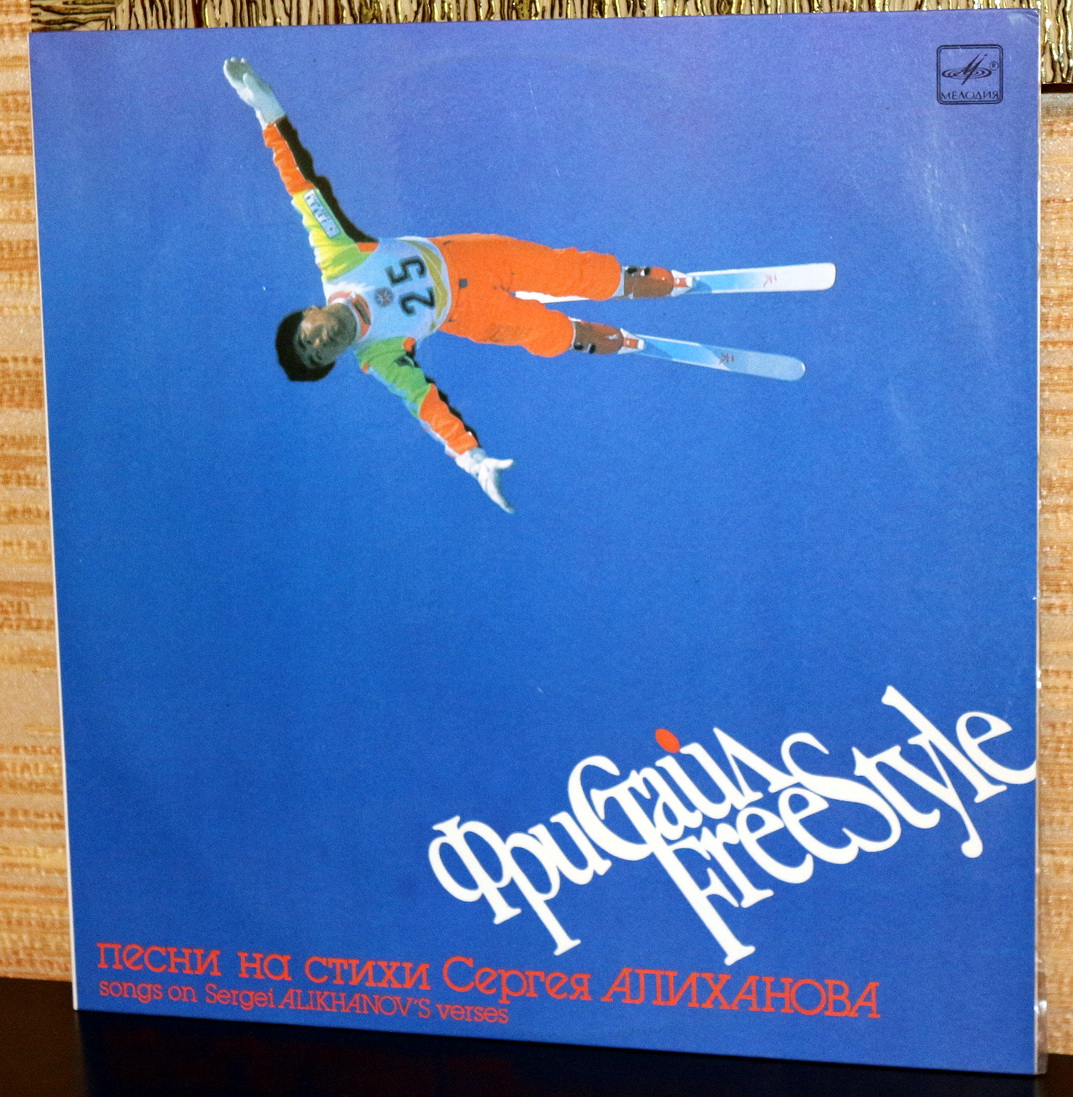 МЕЛОДИЯ
25
Фристайл
FreeStyle
песни на стихи Сергея АЛИХАНОВА
songs on Sergei ALIKHANOV'S verses